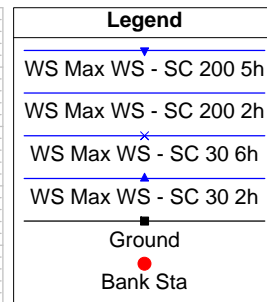 Legend
WS Max WS - SC 200 5h
WS Max WS - SC 200 2h
WS Max WS - SC 30 6h
WS Max WS - SC 30 2h
Ground
Bank Sta